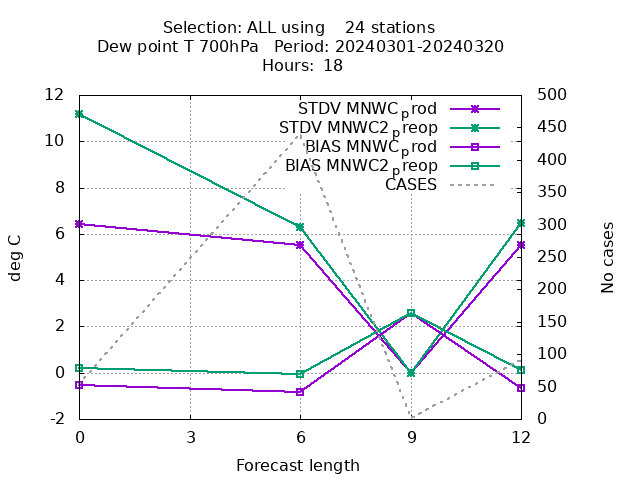 Selection: ALL using    24 stations
Dew point T 700hPa   Period: 20240301-20240320
Hours: 18
STDV MNWC_prod
STDV MNWC2_preop
BIAS MNWC_prod
BIAS MNWC2_preop
CASES
deg C
12
10
8
6
4
2
0
-2
500
450
400
350
300
250
200
150
100
50
0
No cases
0 3 6 9 12
Forecast length